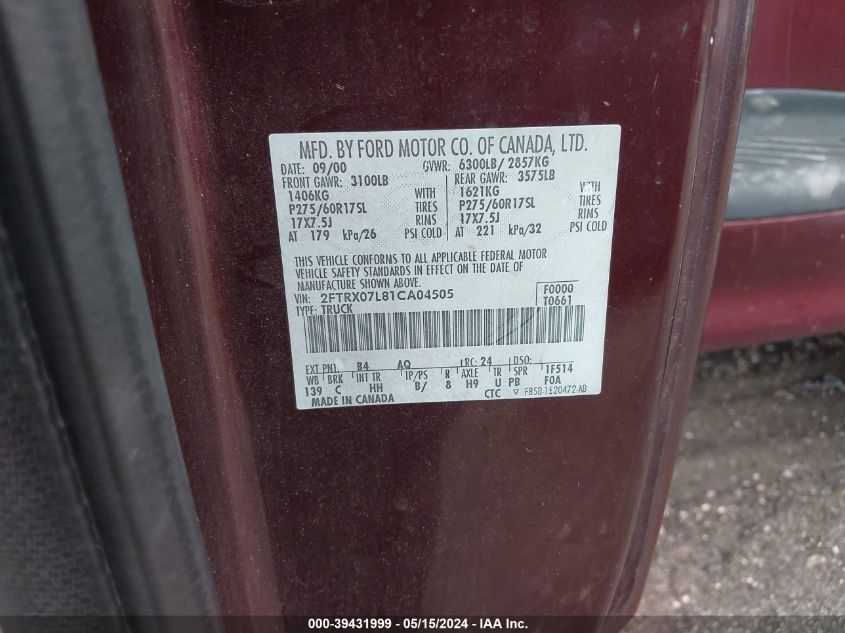 MFD. BY FORD MOTOR CO. OF CANADA, LTD.
DATE: 09/00 GVWR: 6300LB/ 2857KG
FRONT GAWR: 3100LB REAR GAWR: 3575LB
1406KG WITH 1621KG WITH
P275/60R17SL TIRES P275/60R17SL TIRES
17X7.5J RIMS 17X7.5J RIMS
AT 179 kPa/26 PSI COLD AT 221 kPa/32 PSI COLD
THIS VEHICLE CONFORMS TO ALL APPLICABLE FEDERAL MOTOR
VEHICLE SAFETY STANDARDS IN EFFECT ON THE DATE OF
MANUFACTURE SHOWN ABOVE.
VIN: 2FTRX07L81CA04505 F0000
TYPE: TRUCK T0661
EXT PNT: B4 AQ RC: 24 DSO:
WB BRK INT TR TP/PS R AXLE TR SPR 1F514
139 C HH B/ 8 H9 U PB F0A
MADE IN CANADA CTC F85B-1520472-AB
000-39431999 - 05/15/2024 - IAA Inc.